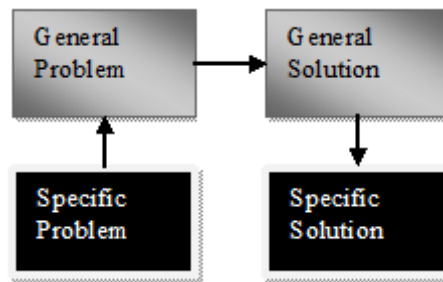 General
Problem
General
Solution
Specific
Problem
Specific
Solution